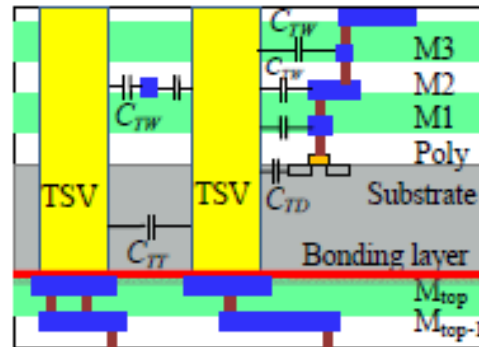 C_TW
M3
C_TW
M2
C_TW
M1
Poly
TSV
TSV
C_TD
Substrate
C_TT
Bonding layer
M_top
M_top-1